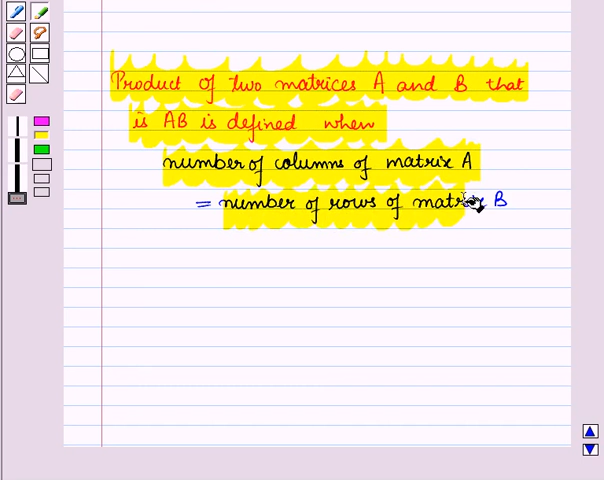 Product of two matrices A and B that
is AB is defined when
number of columns of matrix A
= number of rows of matrix B